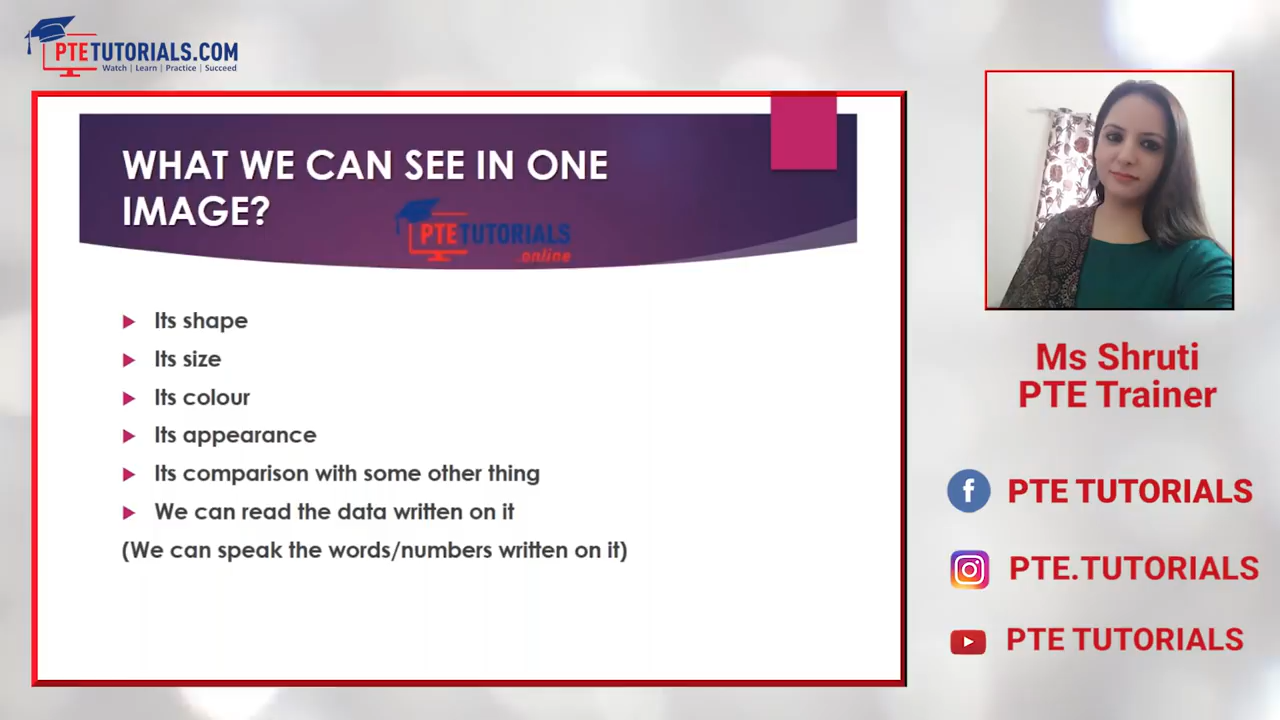 PTETUTORIALS.COM
Watch | Learn | Practice | Succeed
WHAT WE CAN SEE IN ONE
IMAGE?
PTETUTORIALS
.online
Its shape
Its size
Its colour
Its appearance
Its comparison with some other thing
We can read the data written on it
(We can speak the words/numbers written on it)
Ms Shruti
PTE Trainer
PTE TUTORIALS
PTE.TUTORIALS
PTE TUTORIALS